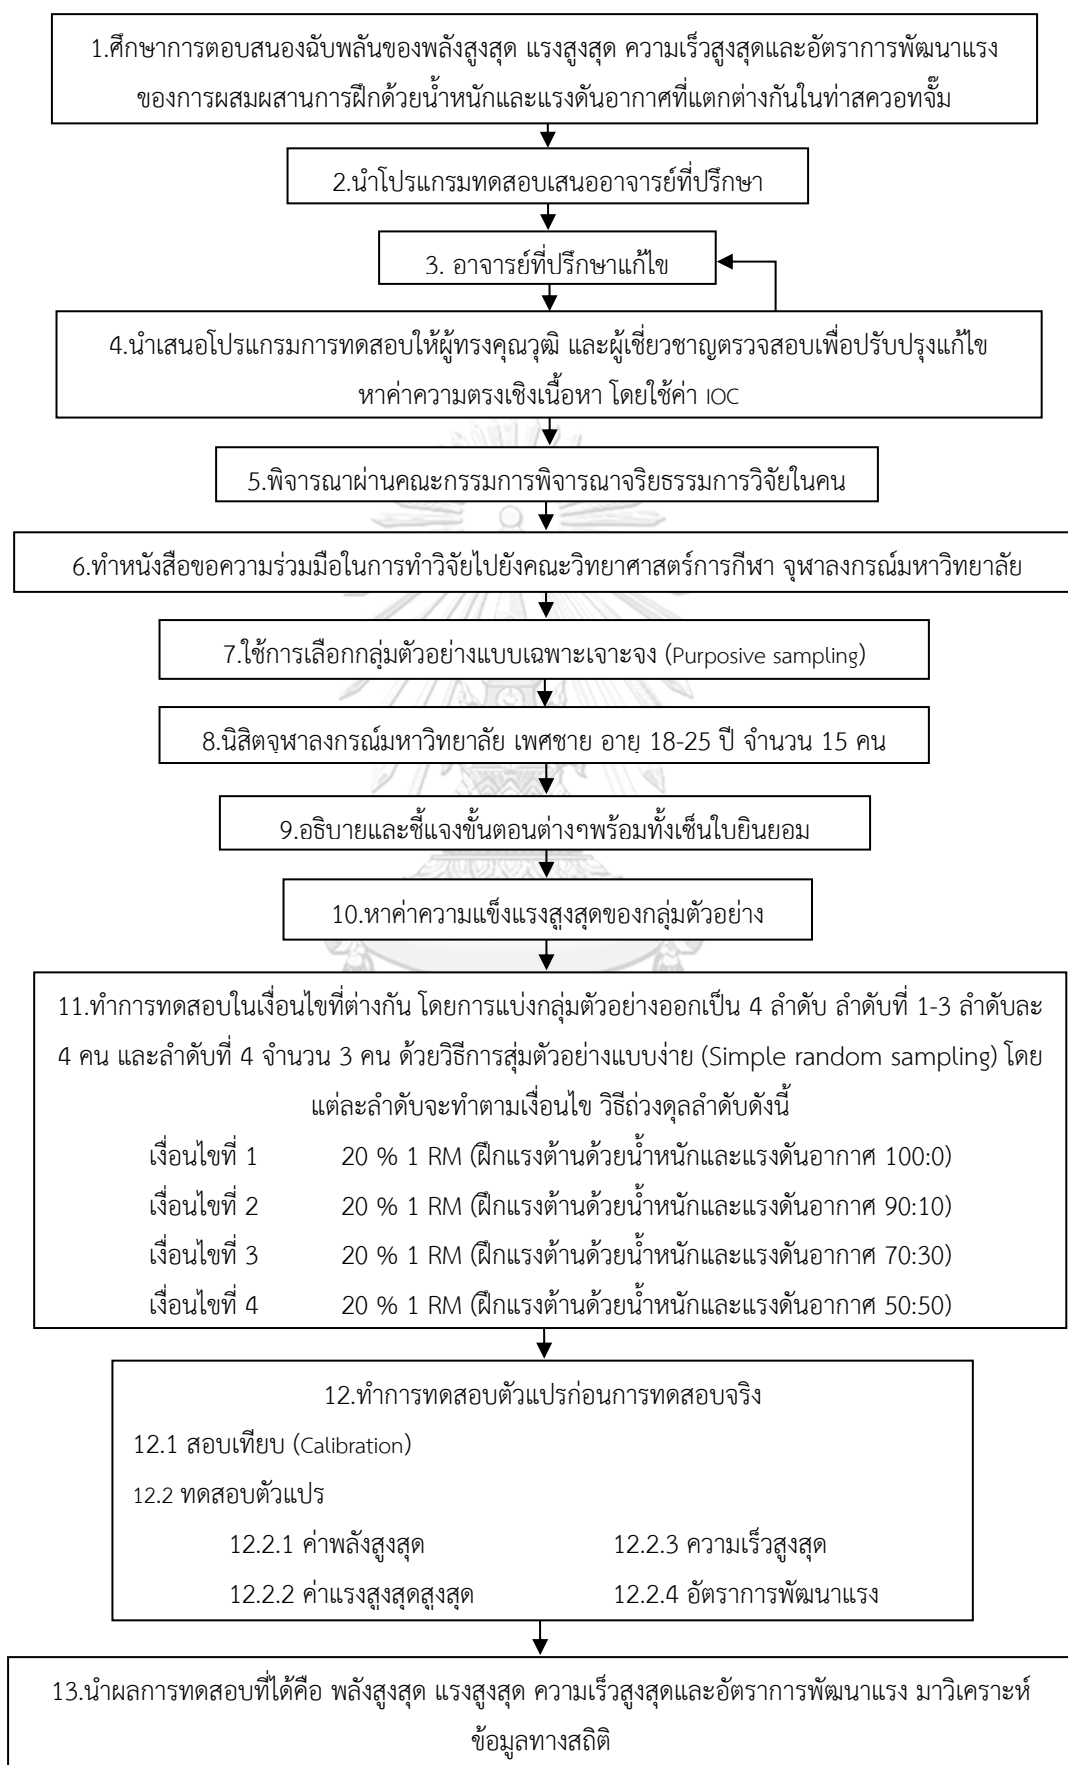 1.ศึกษาการตอบสนองฉับพลันของพลังสูงสุด แรงสูงสุด ความเร็วสูงสุดและอัตราการพัฒนาแรง
ของการผสมผสานการฝึกด้วยน้ำหนักและแรงดันอากาศที่แตกต่างกันในท่าสควอทจั๊ม
2.นำโปรแกรมทดสอบเสนออาจารย์ที่ปรึกษา
3. อาจารย์ที่ปรึกษาแก้ไข
4.นำเสนอโปรแกรมการทดสอบให้ผู้ทรงคุณวุฒิ และผู้เชี่ยวชาญตรวจสอบเพื่อปรับปรุงแก้ไข
หาค่าความตรงเชิงเนื้อหา โดยใช้ค่า IOC
5.พิจารณาผ่านคณะกรรมการพิจารณาจริยธรรมการวิจัยในคน
6.ทำหนังสือขอความร่วมมือในการทำวิจัยไปยังคณะวิทยาศาสตร์การกีฬา จุฬาลงกรณ์มหาวิทยาลัย
7.ใช้การเลือกกลุ่มตัวอย่างแบบเฉพาะเจาะจง (Purposive sampling)
8.นิสิตจุฬาลงกรณ์มหาวิทยาลัย เพศชาย อายุ 18-25 ปี จำนวน 15 คน
9.อธิบายและชี้แจงขั้นตอนต่างๆพร้อมทั้งเซ็นใบยินยอม
10.หาค่าความแข็งแรงสูงสุดของกลุ่มตัวอย่าง
11.ทำการทดสอบในเงื่อนไขที่ต่างกัน โดยการแบ่งกลุ่มตัวอย่างออกเป็น 4 ลำดับ ลำดับที่ 1-3 ลำดับละ
4 คน และลำดับที่ 4 จำนวน 3 คน ด้วยวิธีการสุ่มตัวอย่างแบบง่าย (Simple random sampling) โดย
แต่ละลำดับจะทำตามเงื่อนไข วิธีถ่วงดุลลำดับดังนี้
เงื่อนไขที่ 1 20 % 1 RM (ฝึกแรงต้านด้วยน้ำหนักและแรงดันอากาศ 100:0)
เงื่อนไขที่ 2 20 % 1 RM (ฝึกแรงต้านด้วยน้ำหนักและแรงดันอากาศ 90:10)
เงื่อนไขที่ 3 20 % 1 RM (ฝึกแรงต้านด้วยน้ำหนักและแรงดันอากาศ 70:30)
เงื่อนไขที่ 4 20 % 1 RM (ฝึกแรงต้านด้วยน้ำหนักและแรงดันอากาศ 50:50)
12.ทำการทดสอบตัวแปรก่อนการทดสอบจริง
12.1 สอบเทียบ (Calibration)
12.2 ทดสอบตัวแปร
12.2.1 ค่าพลังสูงสุด 12.2.3 ความเร็วสูงสุด
12.2.2 ค่าแรงสูงสุดสูงสุด 12.2.4 อัตราการพัฒนาแรง
13.นำผลการทดสอบที่ได้คือ พลังสูงสุด แรงสูงสุด ความเร็วสูงสุดและอัตราการพัฒนาแรง มาวิเคราะห์
ข้อมูลทางสถิติ